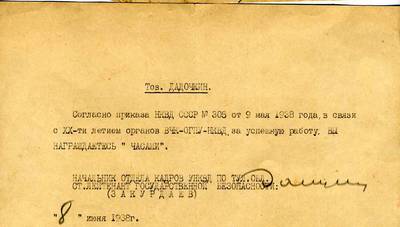 Тов. ДАДОЧКИН.
Согласно приказа НКВД СССР № 305 от 9 мая 1938 года, в связи
с XX-ти летием органов ВЧК-ОГПУ-НКВД, за успешную работу, ВЫ
НАГРАЖДАЕТЕСЬ " ЧАСАМИ".
НАЧАЛЬНИК ОТДЕЛА КАДРОВ УНКВД ПО ТУЛ.ОБЛ.
СТ.ЛЕЙТЕНАНТ ГОСУДАРСТВЕННОЙ БЕЗОПАСНОСТИ:
(ЗАКУРДАЕВ)
"8" июня 1938г.